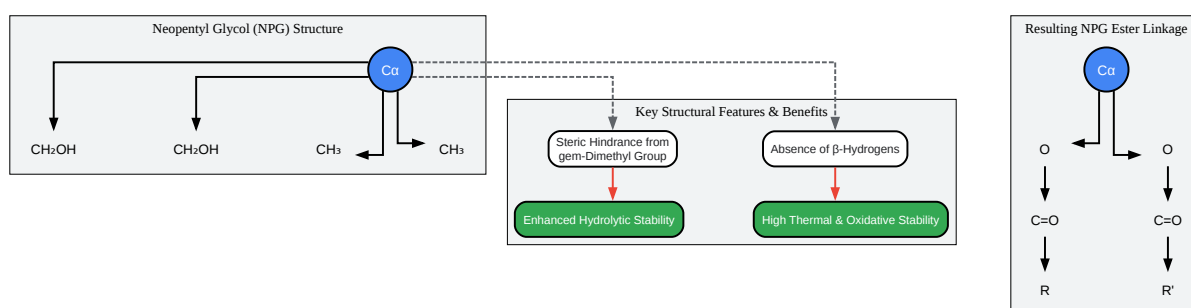 Neopentyl Glycol (NPG) Structure
Cα
CH₂OH
CH₂OH
CH₃
CH₃
Key Structural Features & Benefits
Steric Hindrance from
gem-Dimethyl Group
Absence of β-Hydrogens
Enhanced Hydrolytic Stability
High Thermal & Oxidative Stability
Resulting NPG Ester Linkage
Cα
O
O
C=O
C=O
R
R'